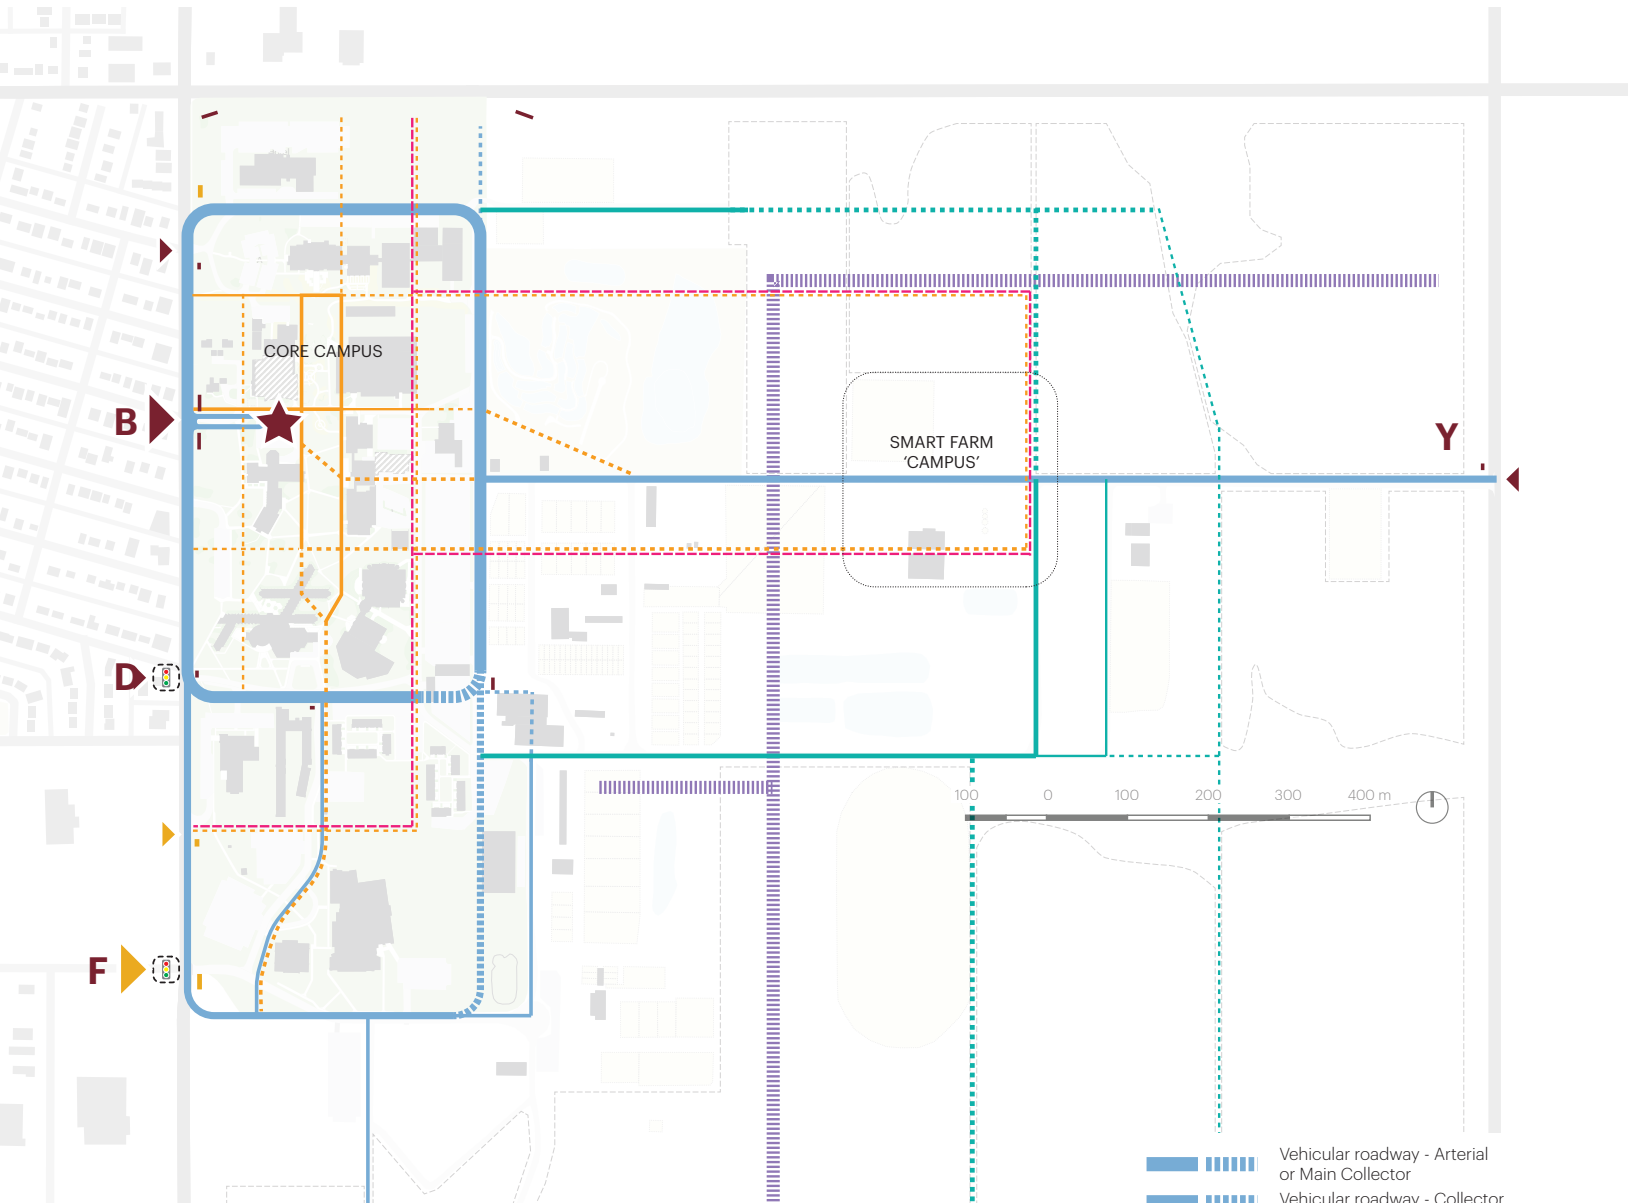 CORE CAMPUS
B
SMART FARM
‘CAMPUS’
Y
D
100 0 100 200 300 400 m
F
Vehicular roadway - Arterial
or Main Collector
Vehicular roadway - Collector